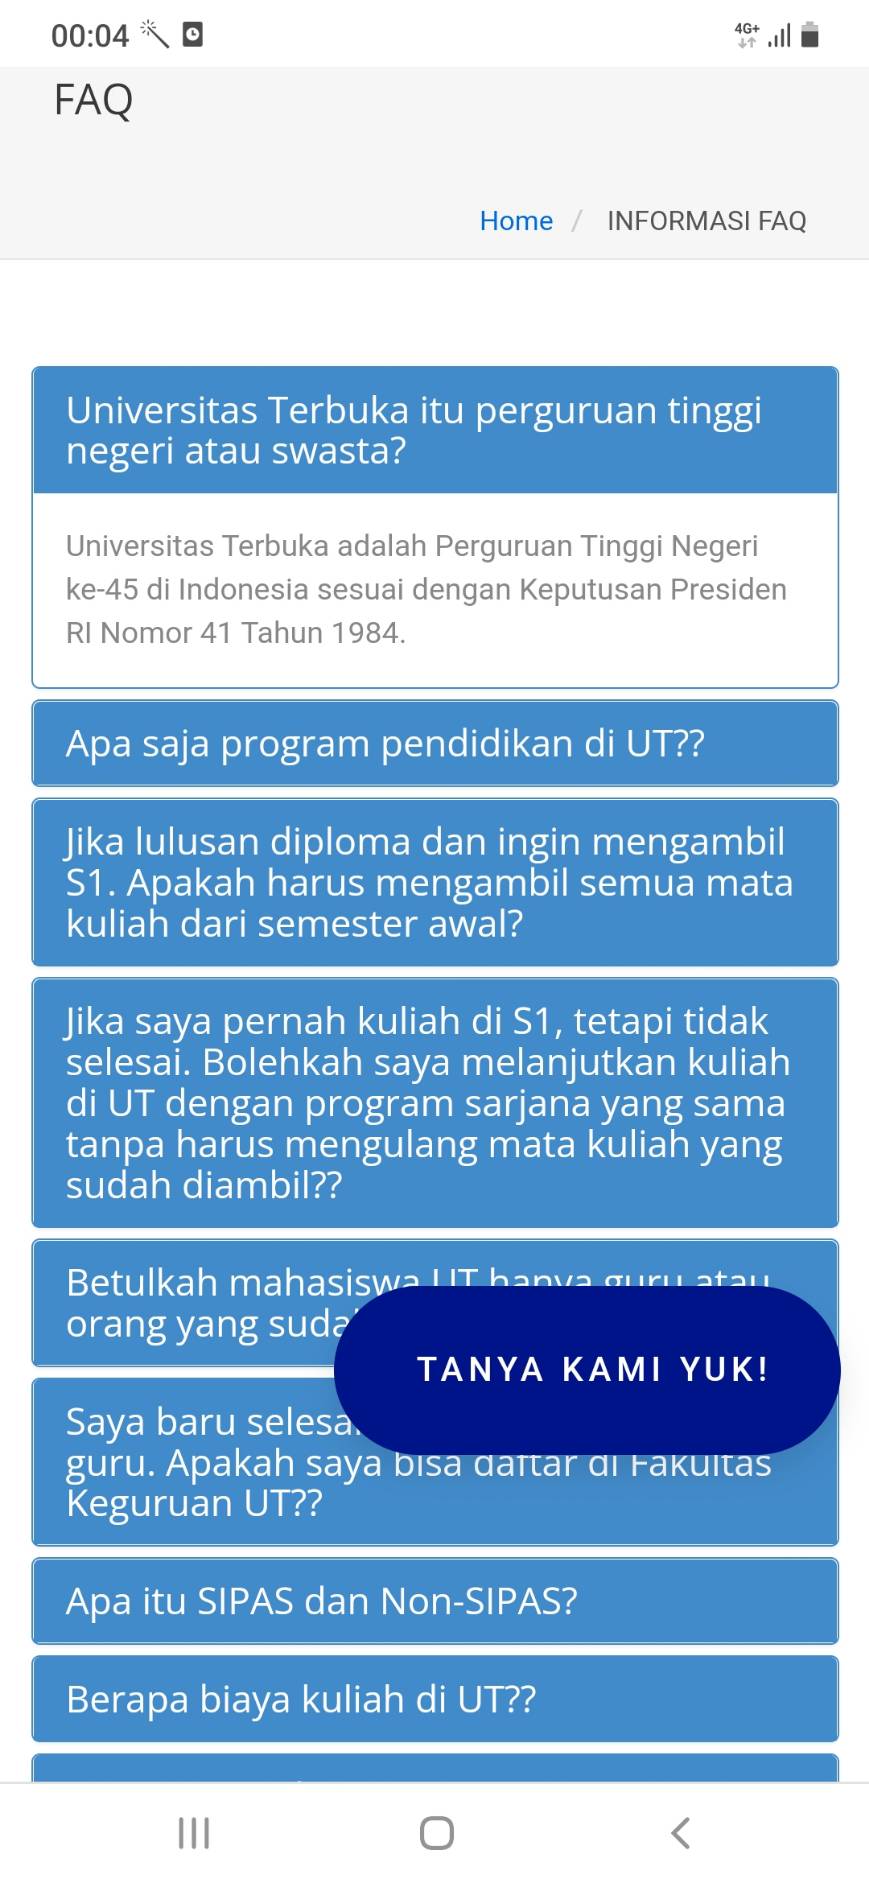 00:04
4G+
FAQ
Home / INFORMASI FAQ
Universitas Terbuka itu perguruan tinggi
negeri atau swasta?
Universitas Terbuka adalah Perguruan Tinggi Negeri
ke-45 di Indonesia sesuai dengan Keputusan Presiden
RI Nomor 41 Tahun 1984.
Apa saja program pendidikan di UT??
Jika lulusan diploma dan ingin mengambil
S1. Apakah harus mengambil semua mata
kuliah dari semester awal?
Jika saya pernah kuliah di S1, tetapi tidak
selesai. Bolehkah saya melanjutkan kuliah
di UT dengan program sarjana yang sama
tanpa harus mengulang mata kuliah yang
sudah diambil??
Betulkah mahasiswa UT hanya guru atau
orang yang
TANYA KAMI YUK!
Saya baru
guru. Apakah saya bisa daftar di Fakultas
Keguruan UT??
Apa itu SIPAS dan Non-SIPAS?
Berapa biaya kuliah di UT??